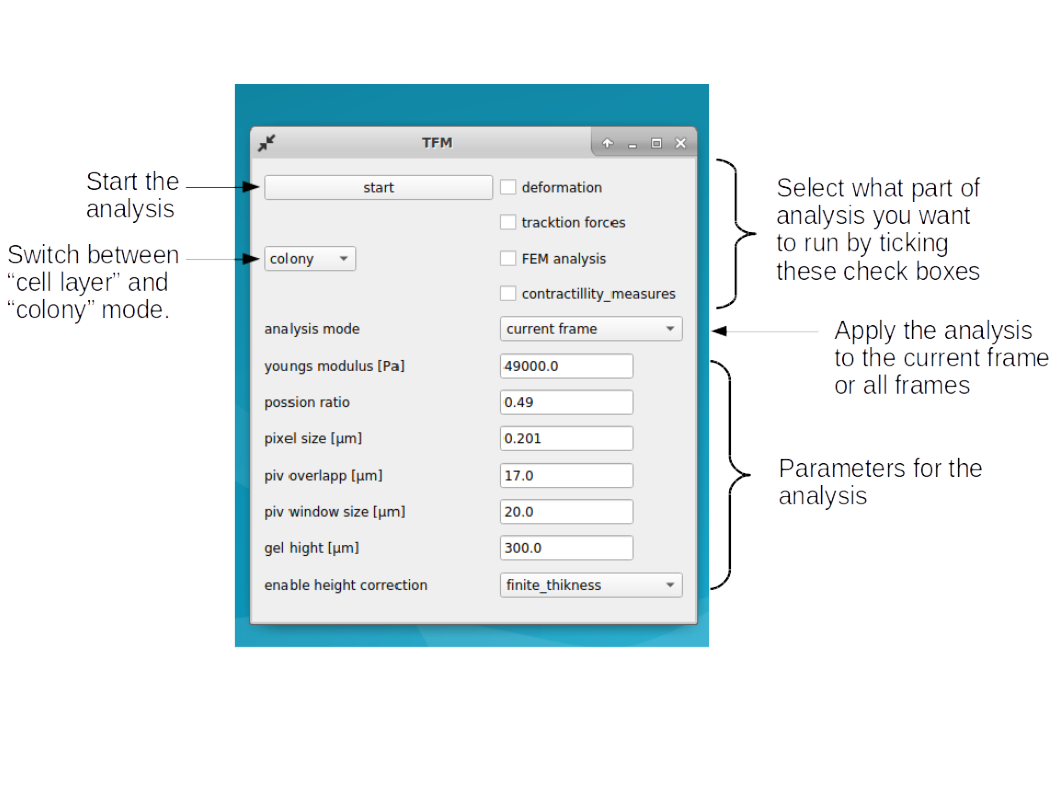 TFM
Start the
analysis
start
deformation
tracktion forces
Switch between
“cell layer” and
“colony” mode.
colony
FEM analysis
contractillity_measures
Select what part of
analysis you want
to run by ticking
these check boxes
analysis mode
current frame
Apply the analysis
to the current frame
or all frames
youngs modulus [Pa]
49000.0
possion ratio
0.49
pixel size [µm]
0.201
piv overlapp [µm]
17.0
piv window size [µm]
20.0
gel hight [µm]
300.0
enable height correction
finite_thikness
Parameters for the
analysis